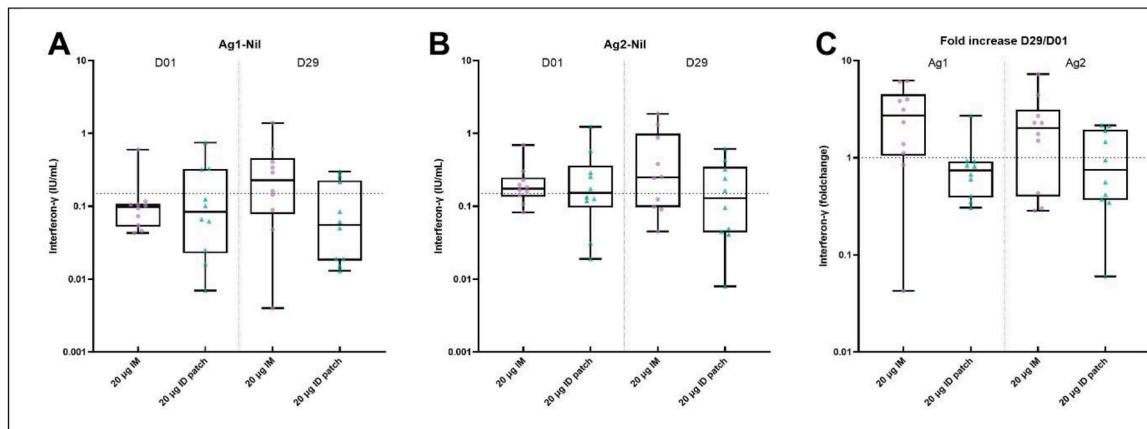 A
Ag1-Nil
D01
D29
Interferon-γ (IU/mL)
10
1
0.1
0.01
0.001
20 µg IM
20 µg ID patch
20 µg IM
20 µg ID patch
B
Ag2-Nil
D01
D29
Interferon-γ (IU/mL)
10
1
0.1
0.01
0.001
20 µg IM
20 µg ID patch
20 µg IM
20 µg ID patch
C
Fold increase D29/D01
Ag1
Ag2
Interferon-γ (foldchange)
10
1
0.1
0.01
20 µg IM
20 µg ID patch
20 µg IM
20 µg ID patch